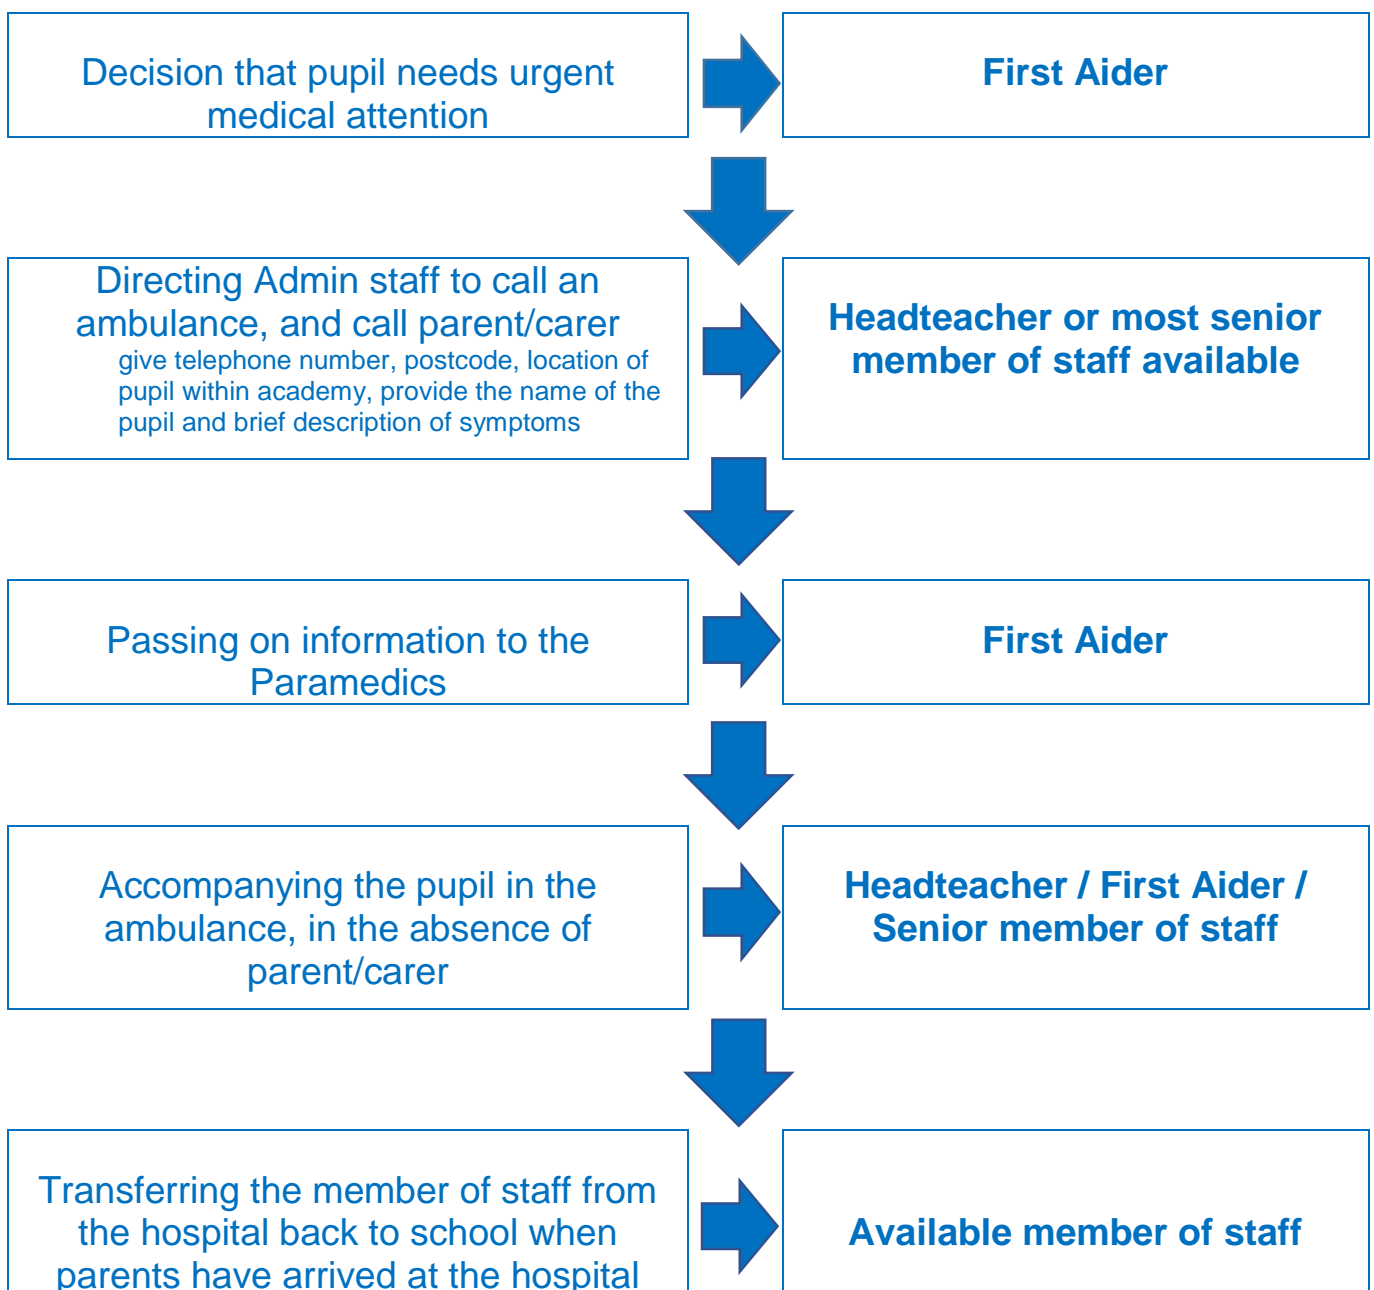 Decision that pupil needs urgent
medical attention
First Aider
Directing Admin staff to call an
ambulance, and call parent/carer
give telephone number, postcode, location of
pupil within academy, provide the name of the
pupil and brief description of symptoms
Headteacher or most senior
member of staff available
Passing on information to the
Paramedics
First Aider
Accompanying the pupil in the
ambulance, in the absence of
parent/carer
Headteacher / First Aider /
Senior member of staff
Transferring the member of staff from
the hospital back to school when
parents have arrived at the hospital
Available member of staff